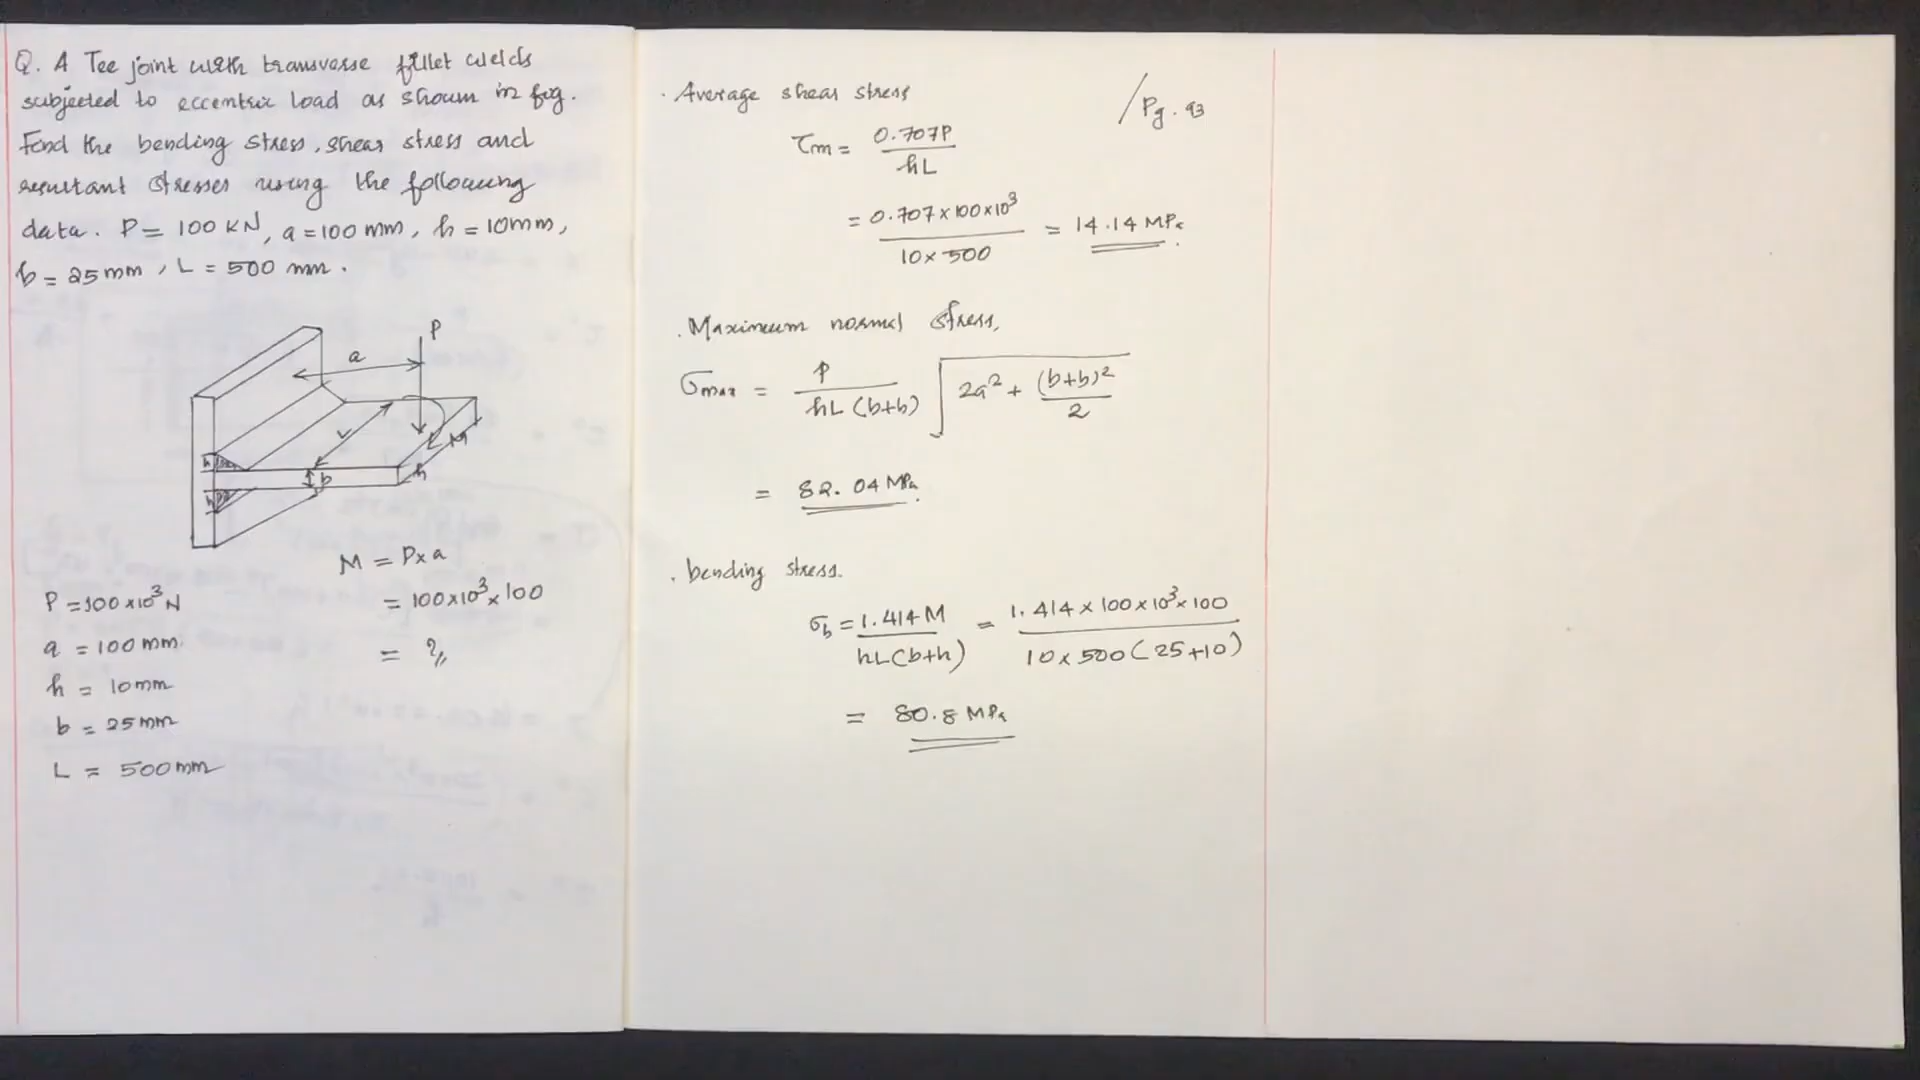 Q. A Tee joint with transverse fillet welds
subjected to eccentric load as shown in fig.
Find the bending stress, shear stress and
resultant stresses using the following
data. P = 100 KN, a = 100 mm, h = 10mm,
b = 25 mm, L = 500 mm.
P
a
L
M
h
b
h
h
M = P x a
= 100x10³ x 100
= ?//
P = 100 x10³ N
a = 100 mm.
h = 10mm
b = 25 mm
L = 500 mm
. Average shear stress
/Pg. 93
τm = 0.707P / hL
= 0.707 x 100 x 10³ / 10 x 500 = 14.14 MPa.
. Maximum normal stress,
σmax = P / hL (b+h) √ 2a² + (b+h)² / 2
= 82.04 MPa.
. bending stress.
σb = 1.414 M / hL(b+h) = 1.414 x 100 x 10³ x 100 / 10 x 500 (25+10)
= 80.8 MPa